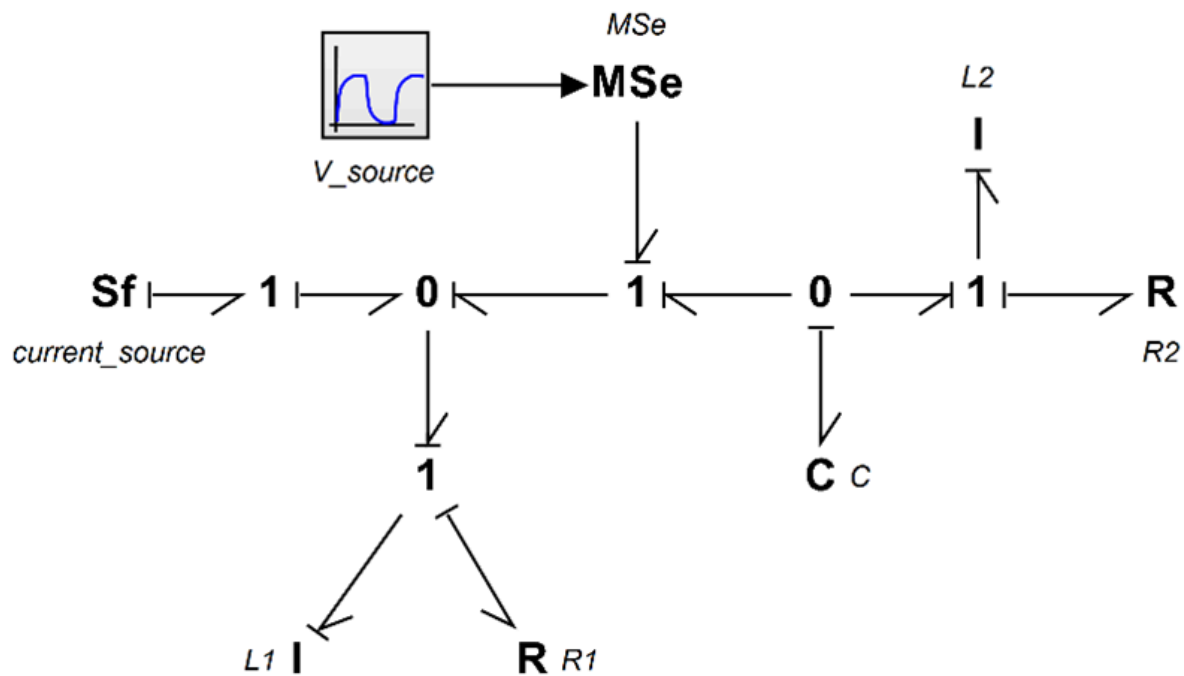 MSe
MSe
V_source
L2
I
Sf 1 0 1 0 1 R
current_source
R2
1
C C
L1 I
R R1